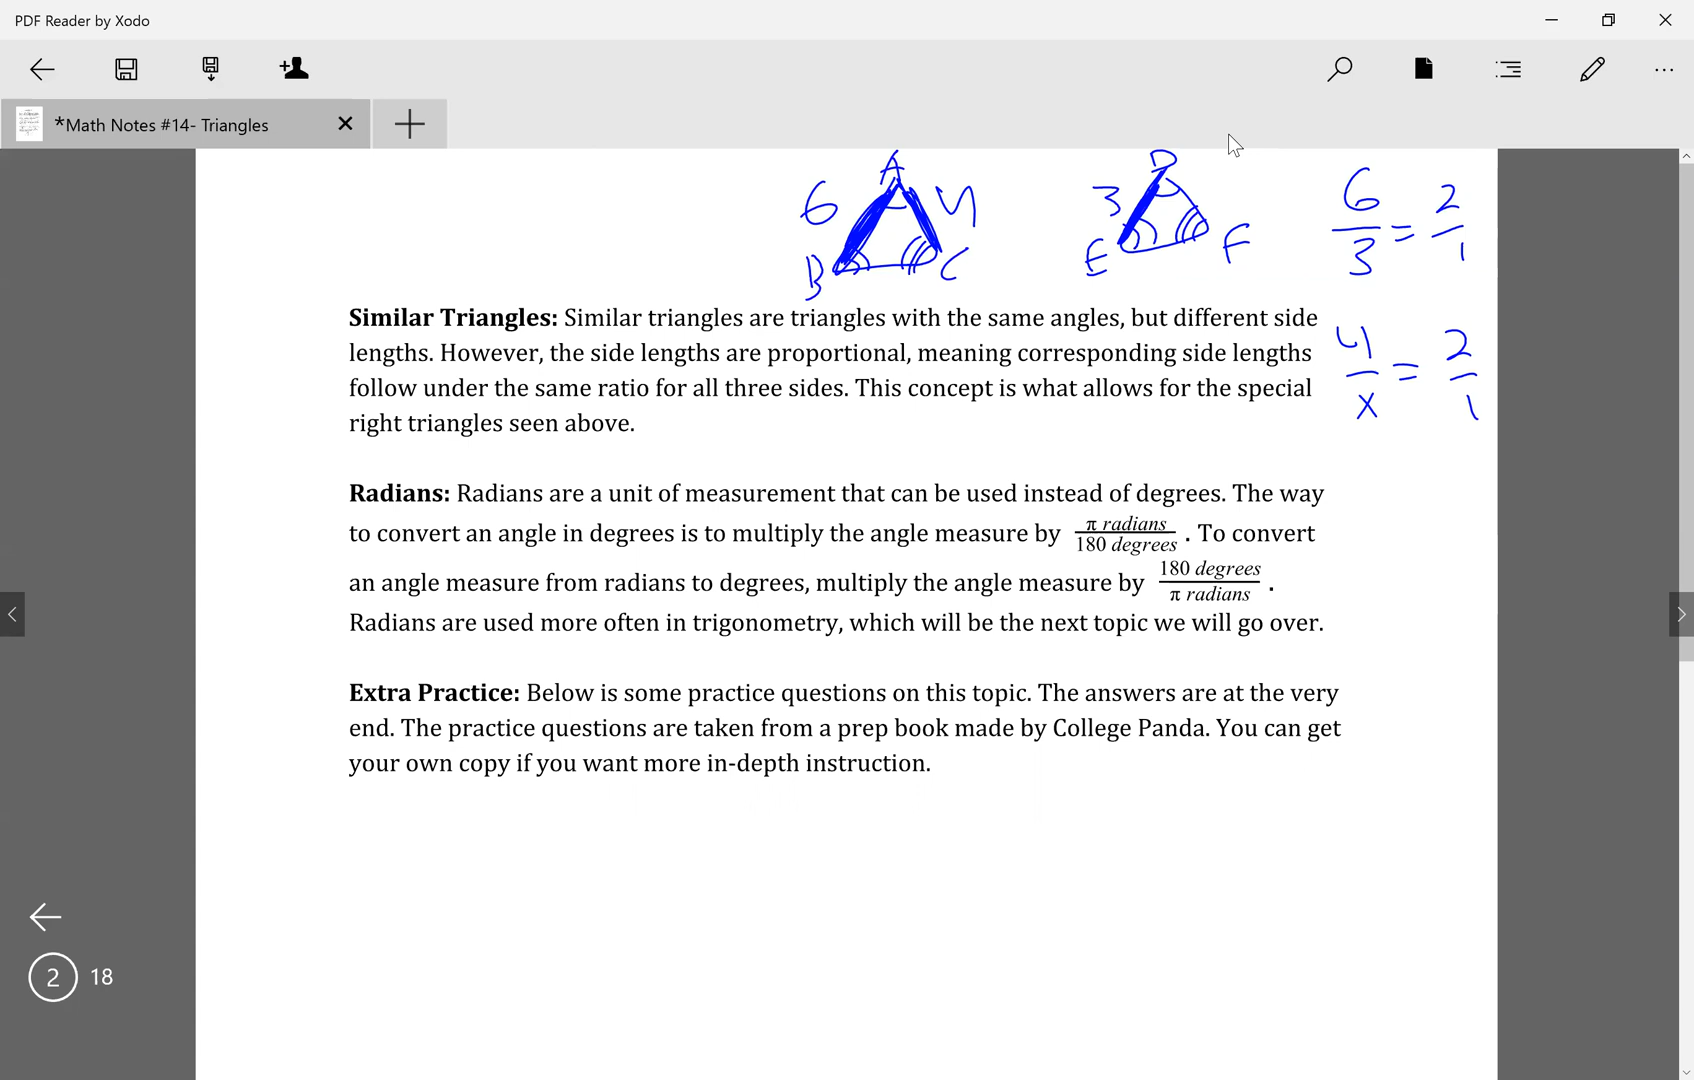 PDF Reader by Xodo
*Math Notes #14- Triangles
A D
6 4 3 6/3 = 2/1
B C E F
4/x = 2/1
Similar Triangles: Similar triangles are triangles with the same angles, but different side
lengths. However, the side lengths are proportional, meaning corresponding side lengths
follow under the same ratio for all three sides. This concept is what allows for the special
right triangles seen above.
Radians: Radians are a unit of measurement that can be used instead of degrees. The way
to convert an angle in degrees is to multiply the angle measure by π radians/180 degrees . To convert
an angle measure from radians to degrees, multiply the angle measure by 180 degrees/π radians .
Radians are used more often in trigonometry, which will be the next topic we will go over.
Extra Practice: Below is some practice questions on this topic. The answers are at the very
end. The practice questions are taken from a prep book made by College Panda. You can get
your own copy if you want more in-depth instruction.
2 18